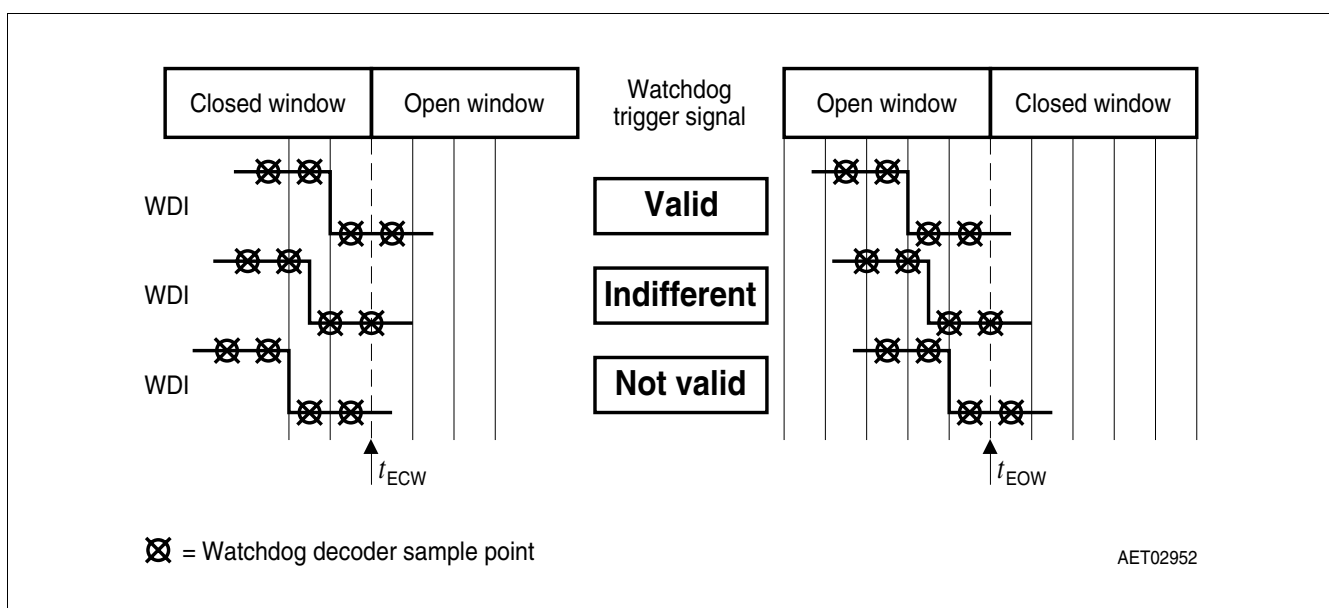 Closed window
Open window
Watchdog
trigger signal
Open window
Closed window
WDI
Valid
WDI
Indifferent
WDI
Not valid
tECW
tEOW
= Watchdog decoder sample point
AET02952